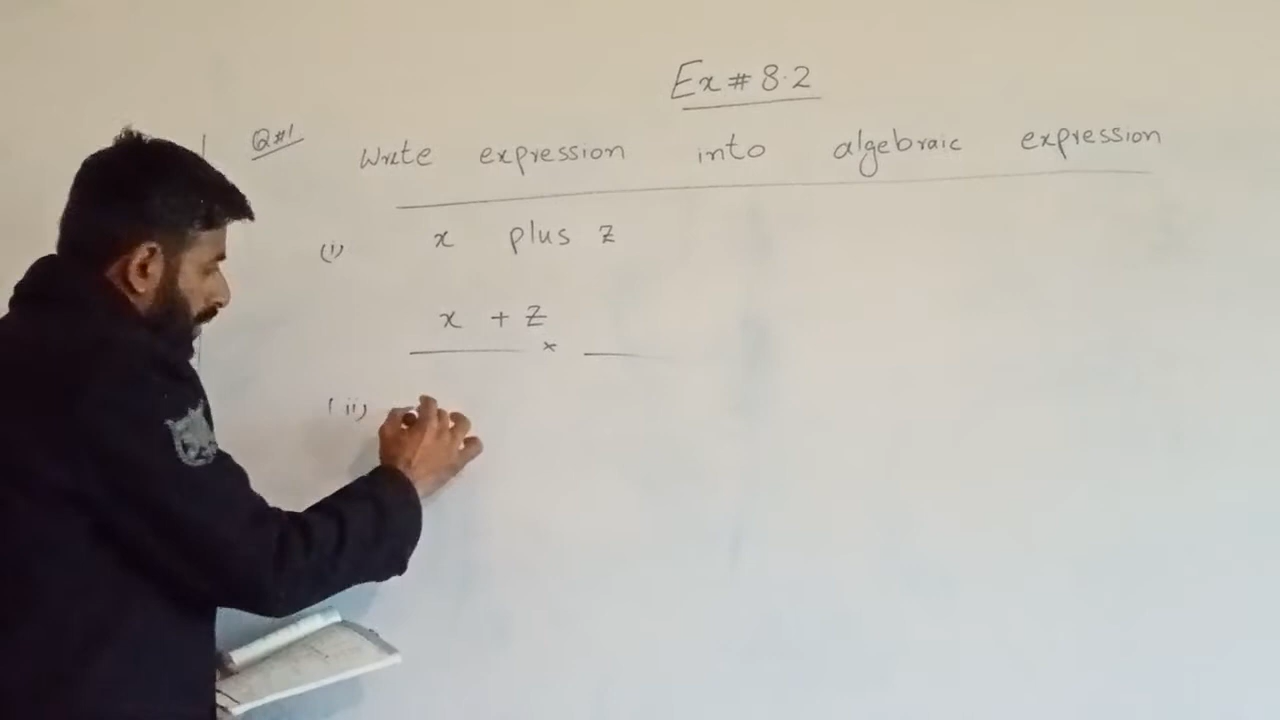 Ex # 8.2
Q#1 Write expression into algebraic expression
(i) x plus z
x + z
×
(ii)